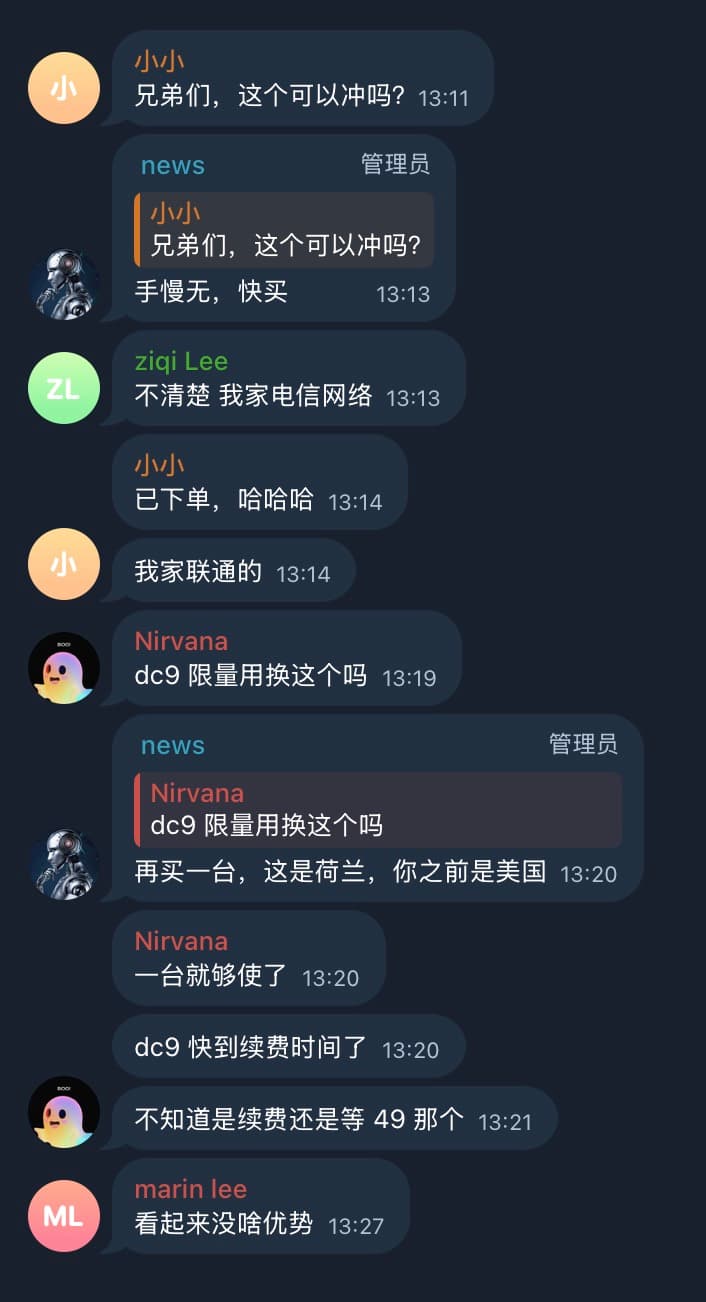 小小
小
兄弟们，这个可以冲吗? 13:11
news 管理员
小小
兄弟们，这个可以冲吗?
手慢无，快买 13:13
ziqi Lee
ZL
不清楚 我家电信网络 13:13
小小
已下单，哈哈哈 13:14
小
我家联通的 13:14
Nirvana
BOO!
dc9 限量用换这个吗 13:19
news 管理员
Nirvana
dc9 限量用换这个吗
再买一台，这是荷兰，你之前是美国 13:20
Nirvana
一台就够使了 13:20
dc9 快到续费时间了 13:20
BOO!
不知道是续费还是等 49 那个 13:21
marin lee
ML
看起来没啥优势 13:27